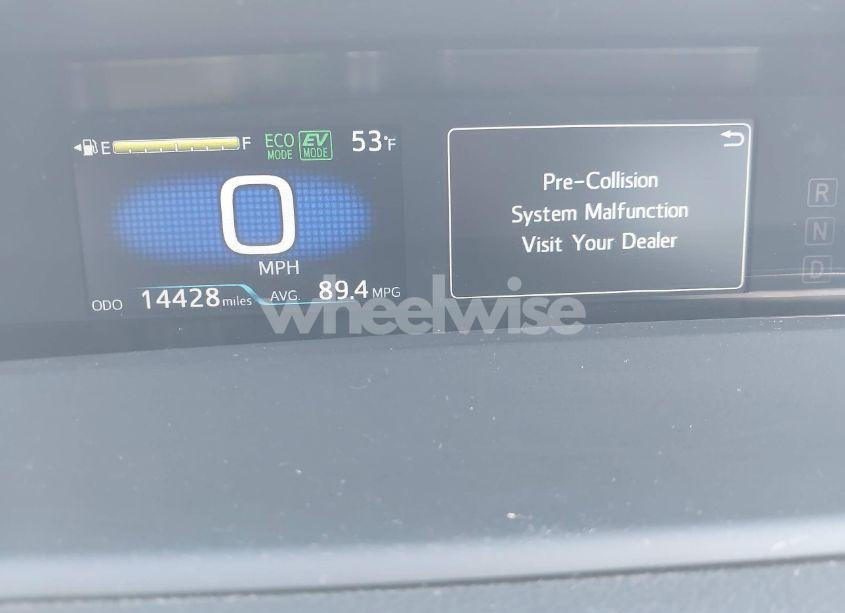 E F ECO MODE EV MODE 53°F
0
MPH
ODO 14428 miles AVG. 89.4 MPG
Pre-Collision
System Malfunction
Visit Your Dealer
R
N
D
wheelwise